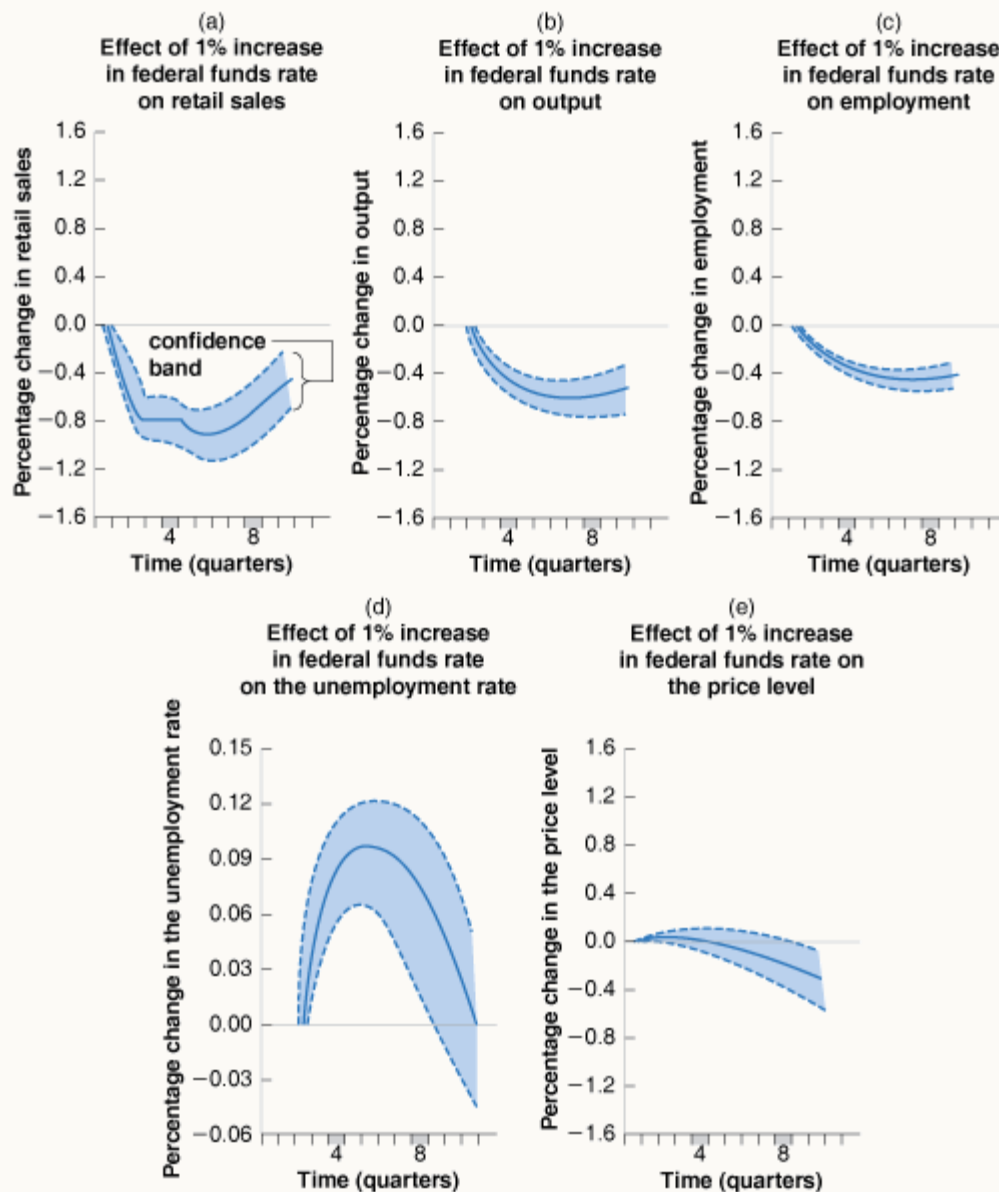 (a)
Effect of 1% increase
in federal funds rate
on retail sales
Percentage change in retail sales
1.6
1.2
0.8
0.4
0.0
−0.4
−0.8
−1.2
−1.6
confidence
band
4
8
Time (quarters)
(b)
Effect of 1% increase
in federal funds rate
on output
Percentage change in output
1.6
1.2
0.8
0.4
0.0
−0.4
−0.8
−1.2
−1.6
4
8
Time (quarters)
(c)
Effect of 1% increase
in federal funds rate
on employment
Percentage change in employment
1.6
1.2
0.8
0.4
0.0
−0.4
−0.8
−1.2
−1.6
4
8
Time (quarters)
(d)
Effect of 1% increase
in federal funds rate
on the unemployment rate
Percentage change in the unemployment rate
0.15
0.12
0.09
0.06
0.03
0.00
−0.03
−0.06
4
8
Time (quarters)
(e)
Effect of 1% increase
in federal funds rate on
the price level
Percentage change in the price level
1.6
1.2
0.8
0.4
0.0
−0.4
−0.8
−1.2
−1.6
4
8
Time (quarters)